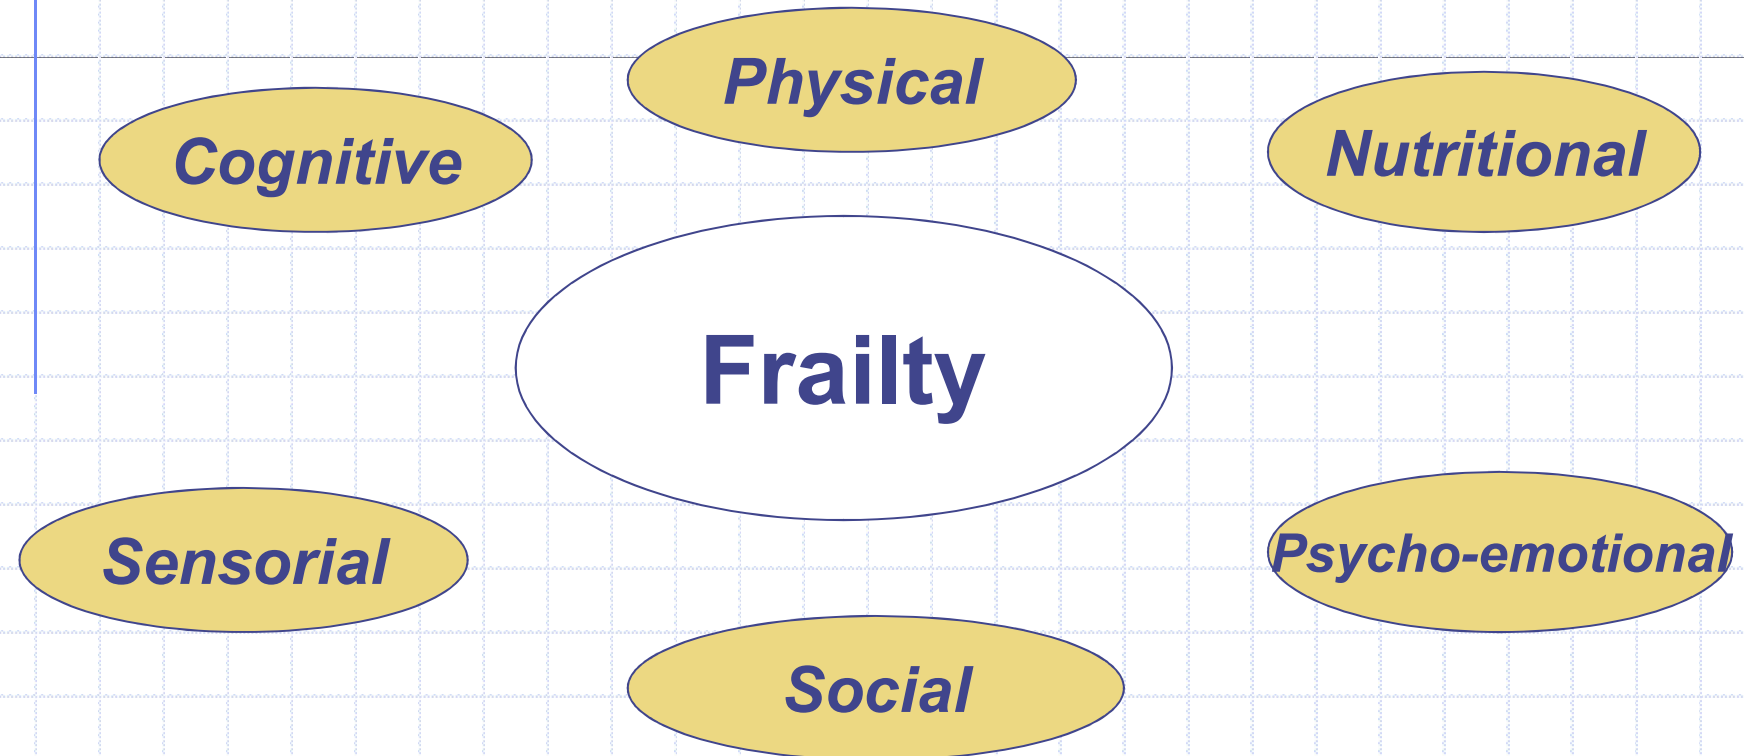 Physical
Cognitive
Nutritional
Frailty
Sensorial
Psycho-emotional
Social